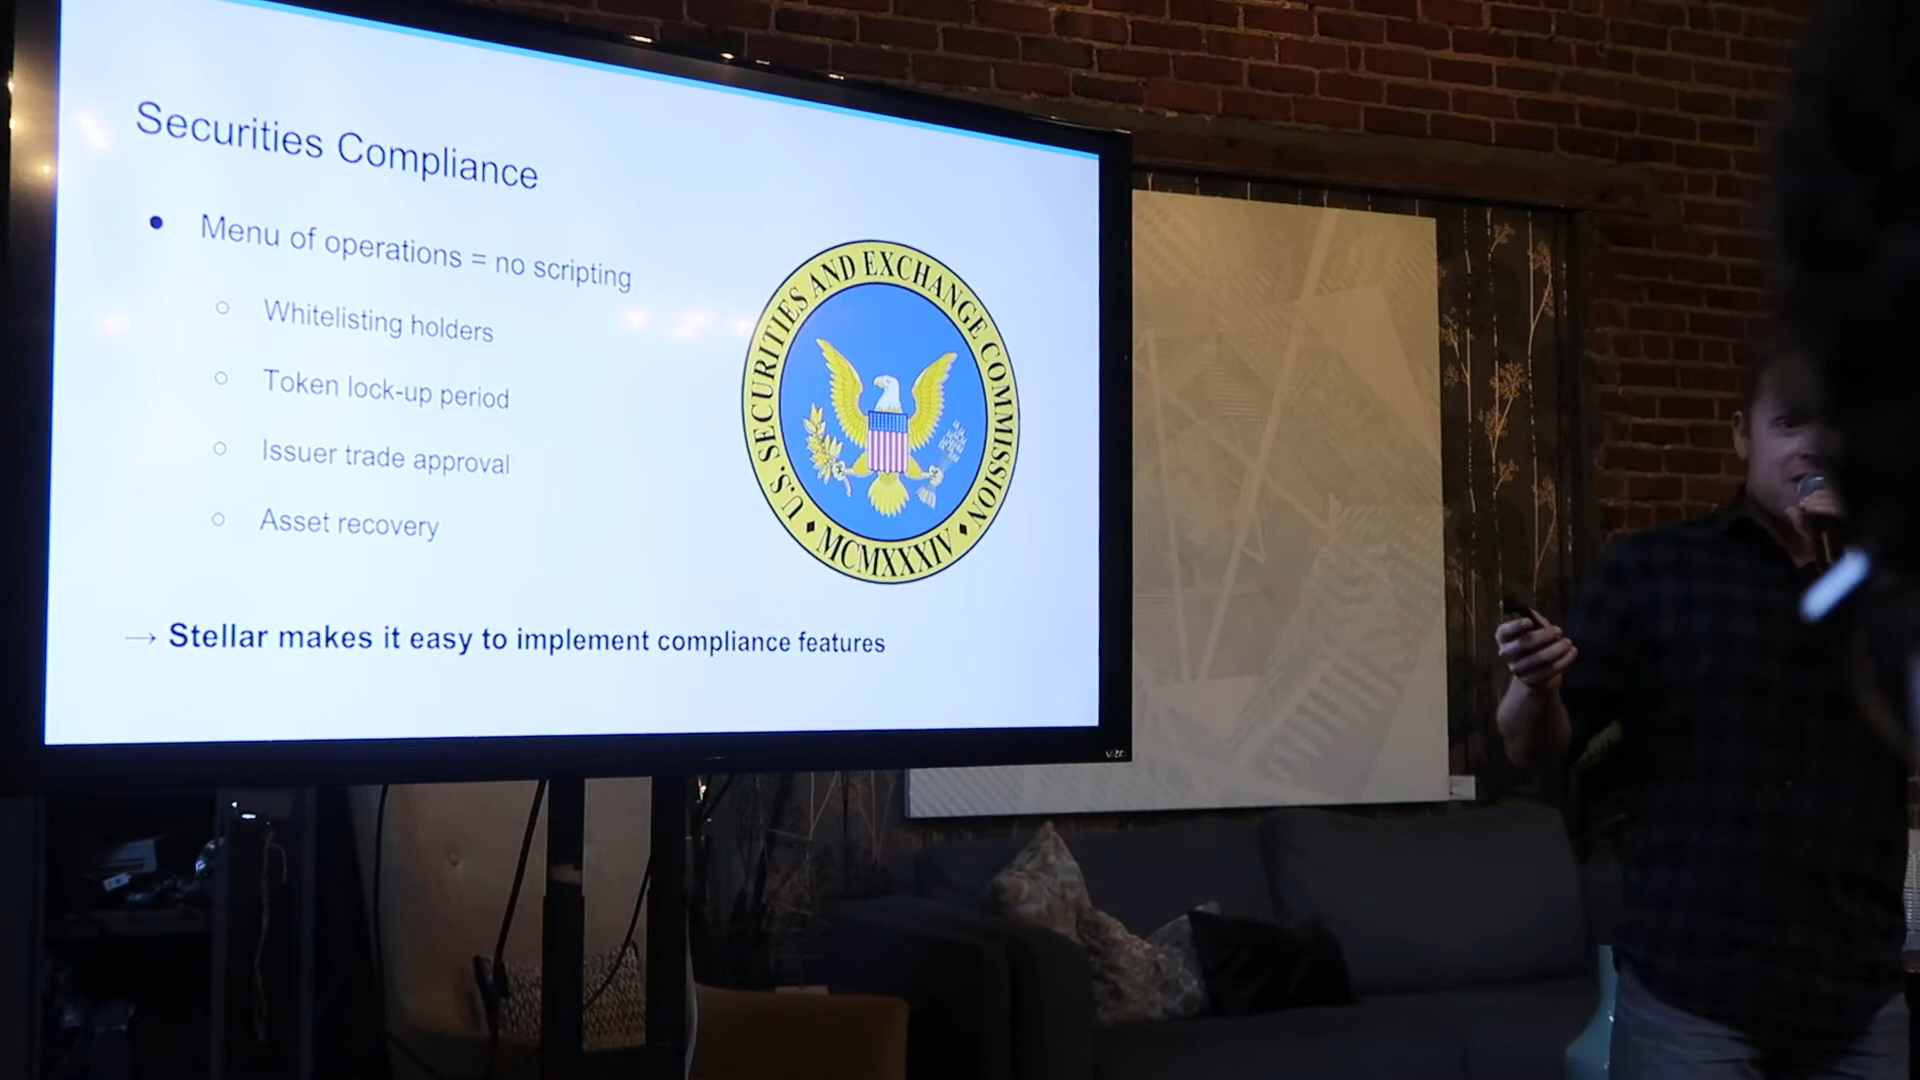 Securities Compliance
● Menu of operations = no scripting
○ Whitelisting holders
○ Token lock-up period
○ Issuer trade approval
○ Asset recovery
→ Stellar makes it easy to implement compliance features
U.S. SECURITIES AND EXCHANGE COMMISSION
MCMXXXIV